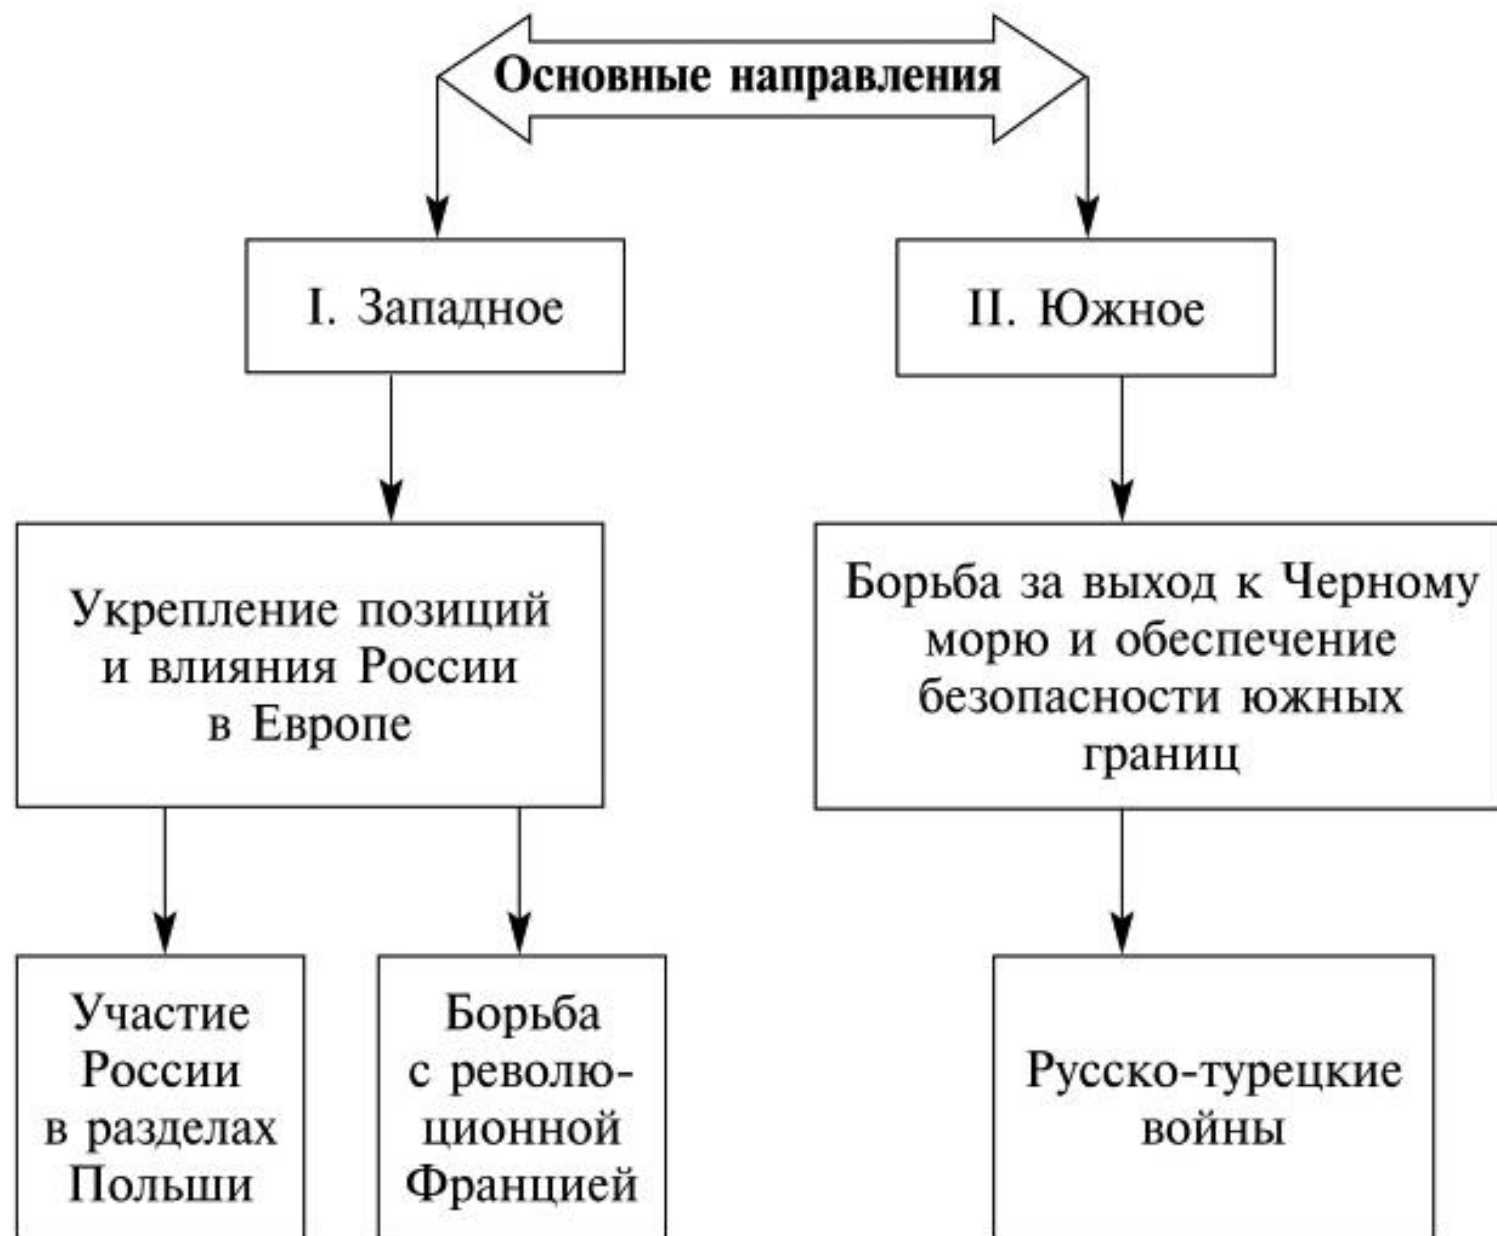 Основные направления
I. Западное
II. Южное
Укрепление позиций
и влияния России
в Европе
Борьба за выход к Черному
морю и обеспечение
безопасности южных
границ
Участие
России
в разделах
Польши
Борьба
с револю-
ционной
Францией
Русско-турецкие
войны